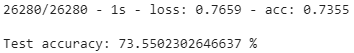 26280/26280 - 1s - loss: 0.7659 - acc: 0.7355
Test accuracy: 73.5502302646637 %